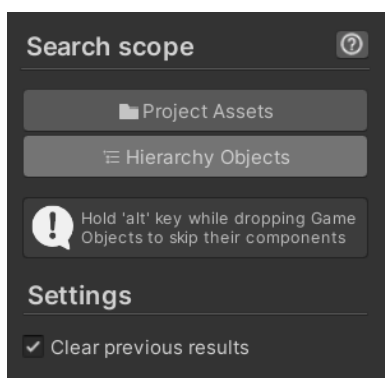 Search scope
Project Assets
Hierarchy Objects
Hold 'alt' key while dropping Game
Objects to skip their components
Settings
Clear previous results